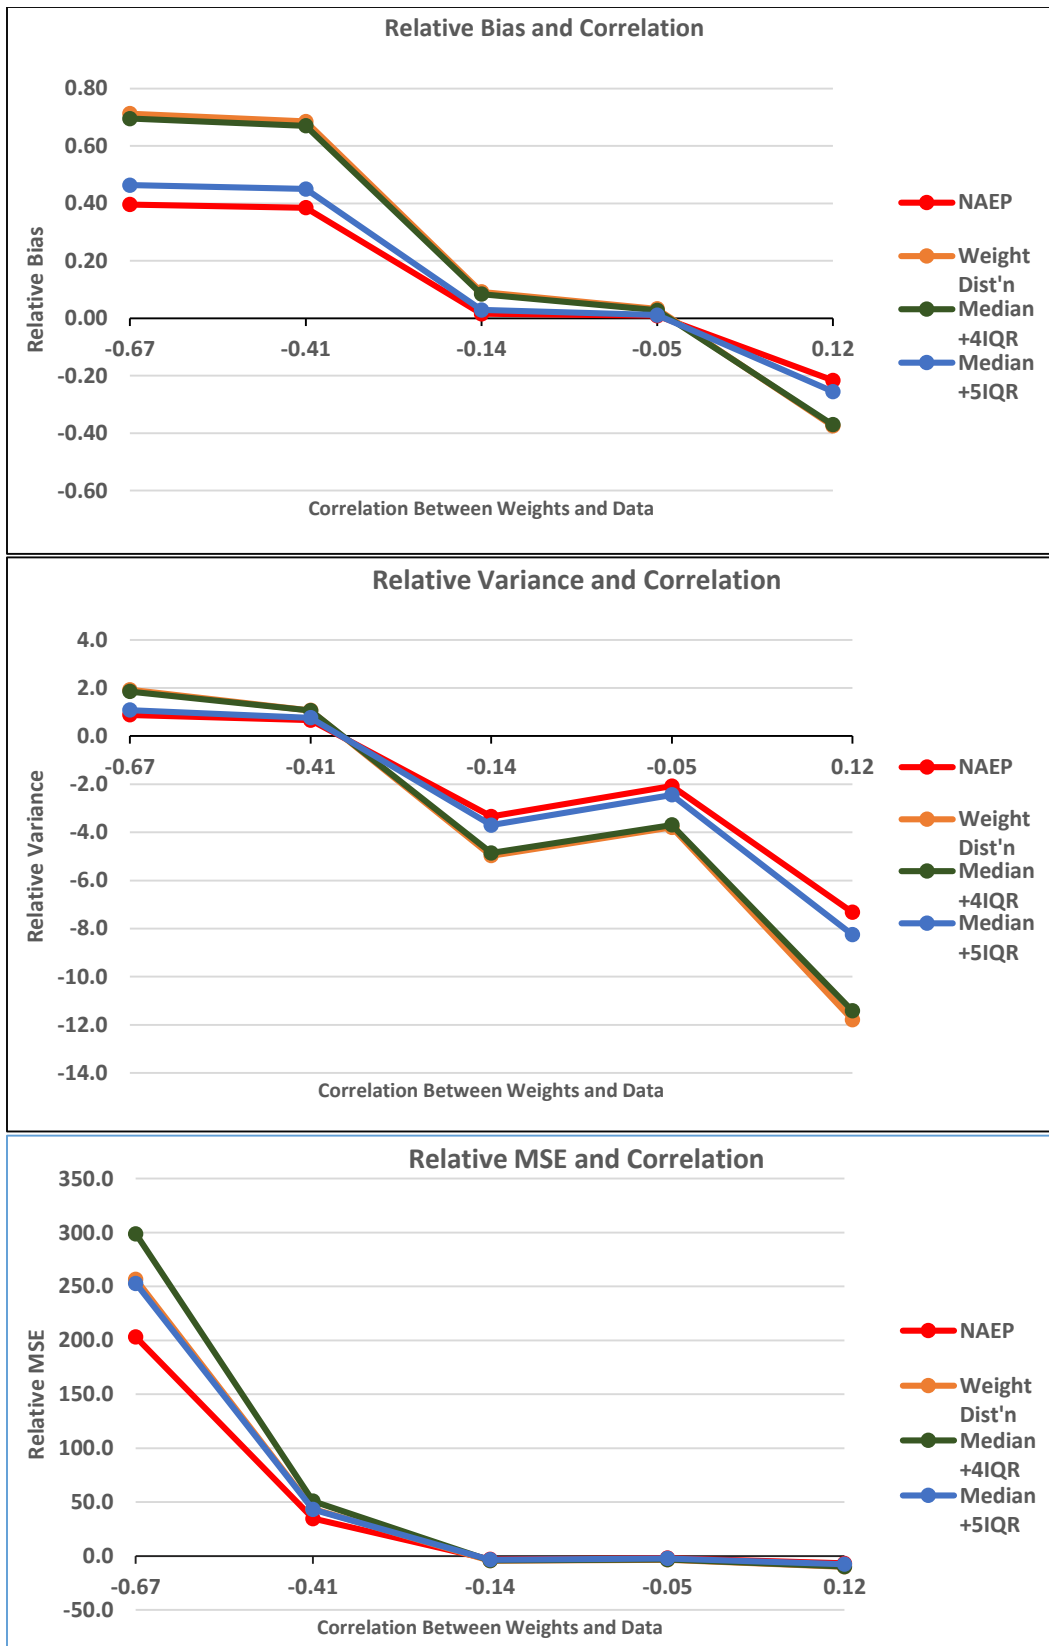 Relative Bias and Correlation
0.80
0.60
0.40
0.20
0.00
-0.20
-0.40
-0.60
Relative Bias
-0.67
-0.41
-0.14
-0.05
0.12
Correlation Between Weights and Data
NAEP
Weight
Dist'n
Median
+4IQR
Median
+5IQR
Relative Variance and Correlation
4.0
2.0
0.0
-2.0
-4.0
-6.0
-8.0
-10.0
-12.0
-14.0
Relative Variance
-0.67
-0.41
-0.14
-0.05
0.12
Correlation Between Weights and Data
NAEP
Weight
Dist'n
Median
+4IQR
Median
+5IQR
Relative MSE and Correlation
350.0
300.0
250.0
200.0
150.0
100.0
50.0
0.0
-50.0
Relative MSE
-0.67
-0.41
-0.14
-0.05
0.12
Correlation Between Weights and Data
NAEP
Weight
Dist'n
Median
+4IQR
Median
+5IQR